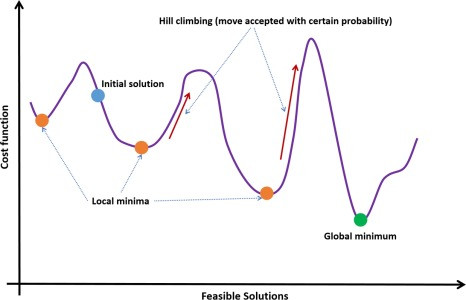 Hill climbing (move accepted with certain probability)
Initial solution
Cost function
Local minima
Global minimum
Feasible Solutions